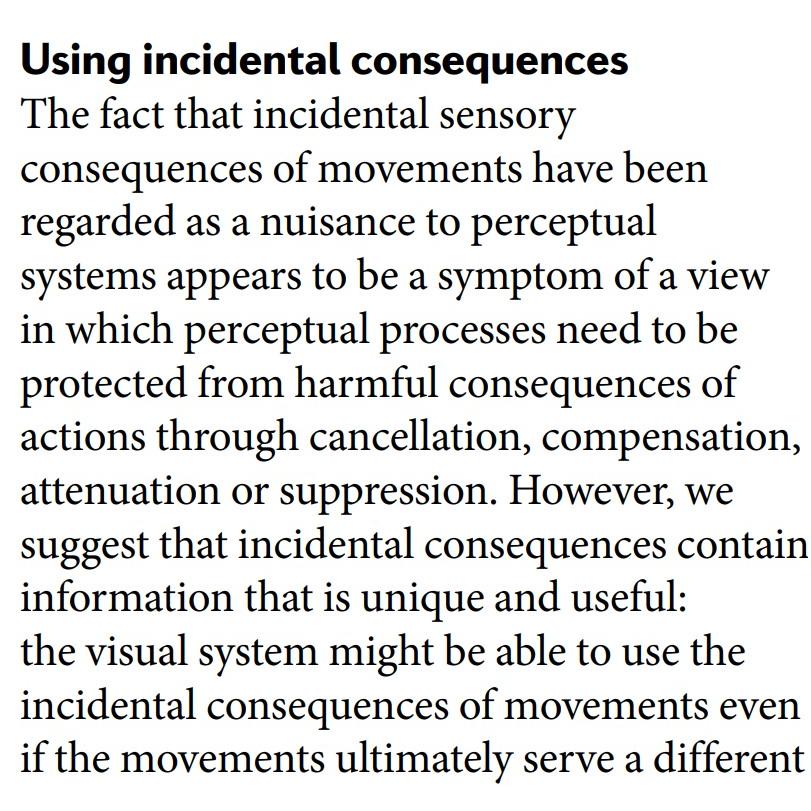 Using incidental consequences
The fact that incidental sensory
consequences of movements have been
regarded as a nuisance to perceptual
systems appears to be a symptom of a view
in which perceptual processes need to be
protected from harmful consequences of
actions through cancellation, compensation,
attenuation or suppression. However, we
suggest that incidental consequences contain
information that is unique and useful:
the visual system might be able to use the
incidental consequences of movements even
if the movements ultimately serve a different